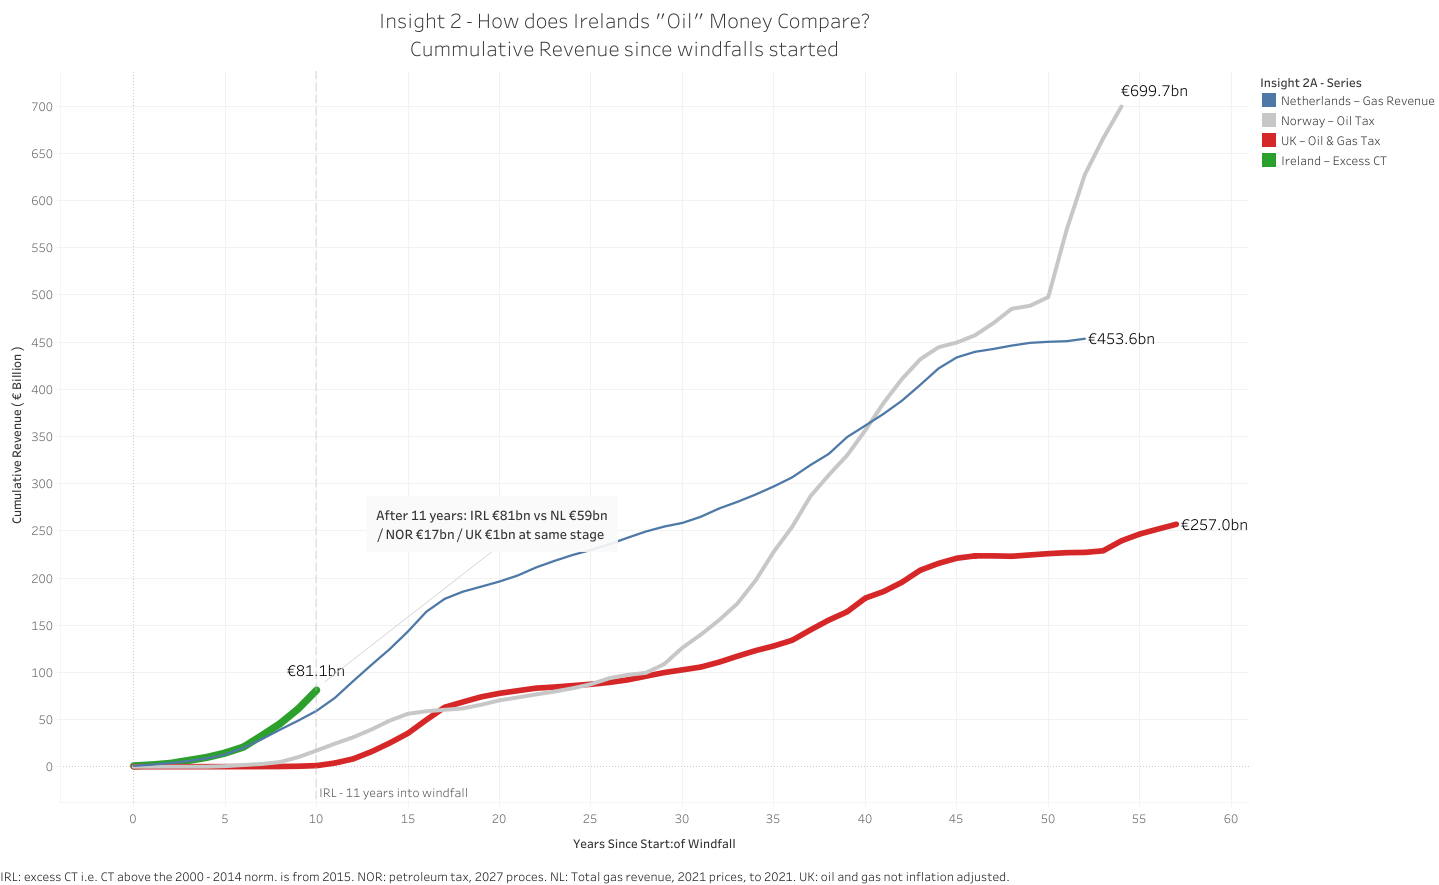 Insight 2 - How does Irelands "Oil" Money Compare?
Cummulative Revenue since windfalls started
Insight 2A - Series
Netherlands – Gas Revenue
Norway – Oil Tax
UK – Oil & Gas Tax
Ireland – Excess CT
Cumulative Revenue ( € Billion )
700
650
600
550
500
450
400
350
300
250
200
150
100
50
0
€699.7bn
€453.6bn
€257.0bn
€81.1bn
After 11 years: IRL €81bn vs NL €59bn
/ NOR €17bn / UK €1bn at same stage
IRL - 11 years into windfall
0
5
10
15
20
25
30
35
40
45
50
55
60
Years Since Start:of Windfall
IRL: excess CT i.e. CT above the 2000 - 2014 norm. is from 2015. NOR: petroleum tax, 2027 proces. NL: Total gas revenue, 2021 prices, to 2021. UK: oil and gas not inflation adjusted.